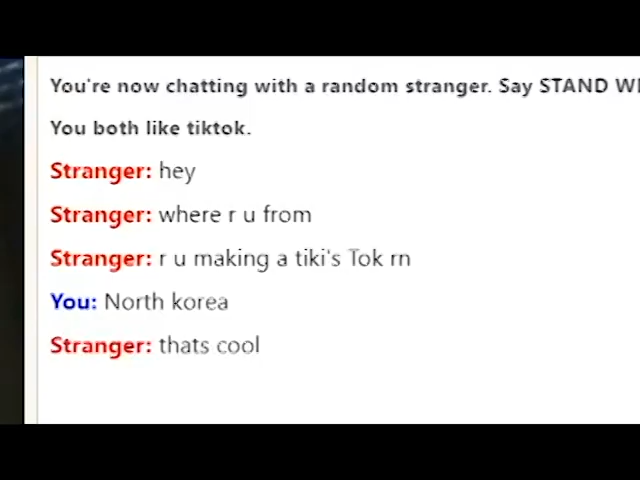 You're now chatting with a random stranger. Say STAND
You both like tiktok.
Stranger: hey
Stranger: where r u from
Stranger: r u making a tiki's Tok rn
You: North korea
Stranger: thats cool